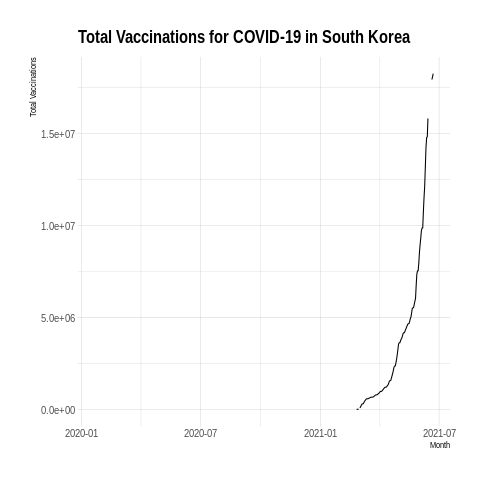 Total Vaccinations for COVID-19 in South Korea
Total Vaccinations
1.5e+07
1.0e+07
5.0e+06
0.0e+00
2020-01 2020-07 2021-01 2021-07
Month